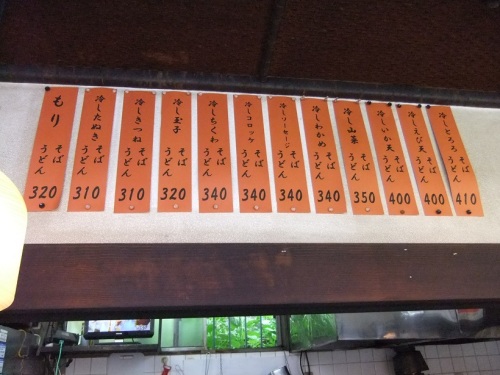 もり そば うどん 320
冷したぬき そば うどん 310
冷しきつね そば うどん 310
冷し玉子 そば うどん 320
冷しちくわ そば うどん 340
冷しコロッケ そば うどん 340
冷しソーセージ そば うどん 340
冷しわかめ そば うどん 340
冷し山菜 そば うどん 350
冷しいか天 そば うどん 400
冷しえび天 そば うどん 400
冷しとろろ そば うどん 410